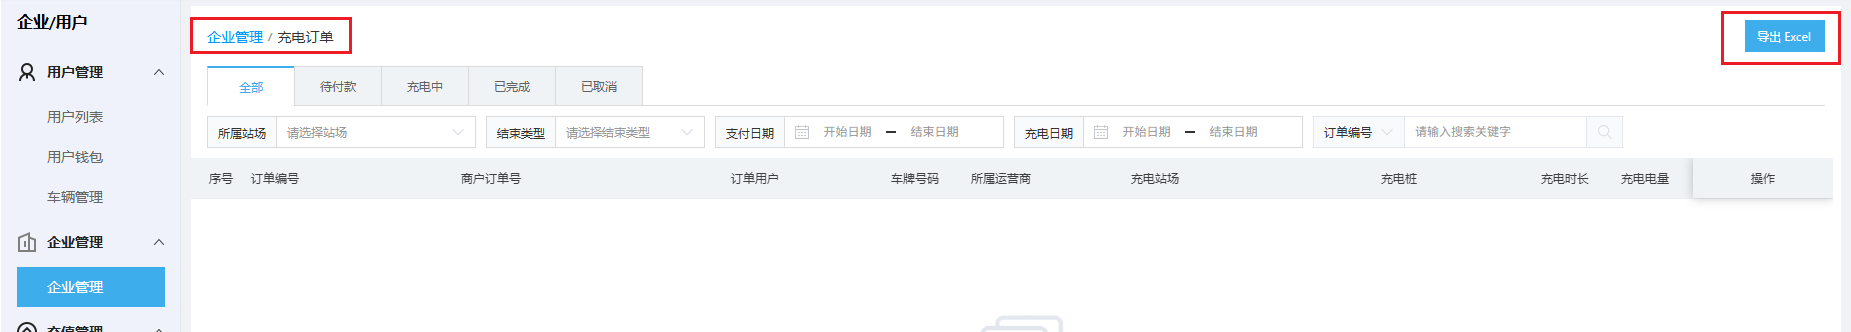 企业/用户
用户管理
用户列表
用户钱包
车辆管理
企业管理
企业管理
充值管理
企业管理 / 充电订单
导出 Excel
全部 待付款 充电中 已完成 已取消
所属站场 请选择站场 结束类型 请选择结束类型 支付日期 开始日期 结束日期 充电日期 开始日期 结束日期 订单编号 请输入搜索关键字
序号 订单编号 商户订单号 订单用户 车牌号码 所属运营商 充电站场 充电桩 充电时长 充电电量 操作